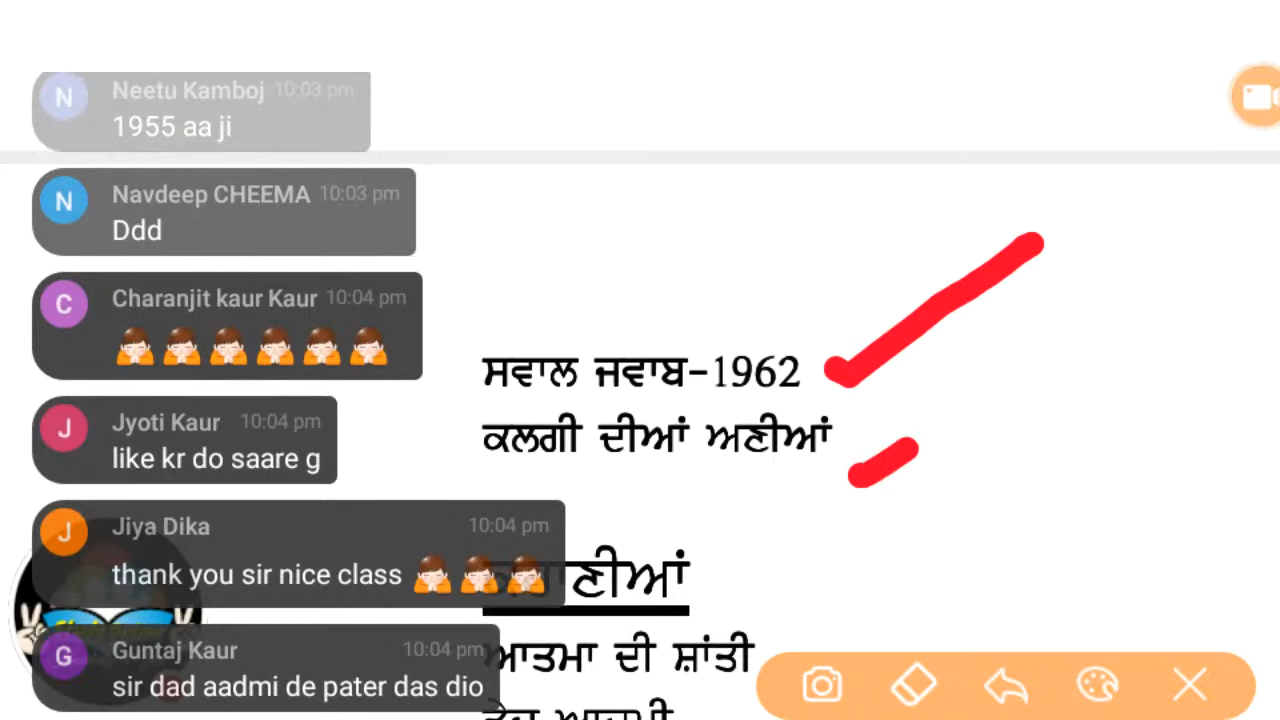 Neetu Kamboj 10:03 pm
1955 aa ji
Navdeep CHEEMA 10:03 pm
Ddd
Charanjit kaur Kaur 10:04 pm
🙏🙏🙏🙏🙏🙏
ਸਵਾਲ ਜਵਾਬ-1962
Jyoti Kaur 10:04 pm
like kr do saare g
ਕਲਗੀ ਦੀਆਂ ਅਣੀਆਂ
Jiya Dika 10:04 pm
thank you sir nice class 🙏🙏🙏
Guntaj Kaur 10:04 pm
sir dad aadmi de pater das dio
ਆਤਮਾ ਦੀ ਸ਼ਾਂਤੀ